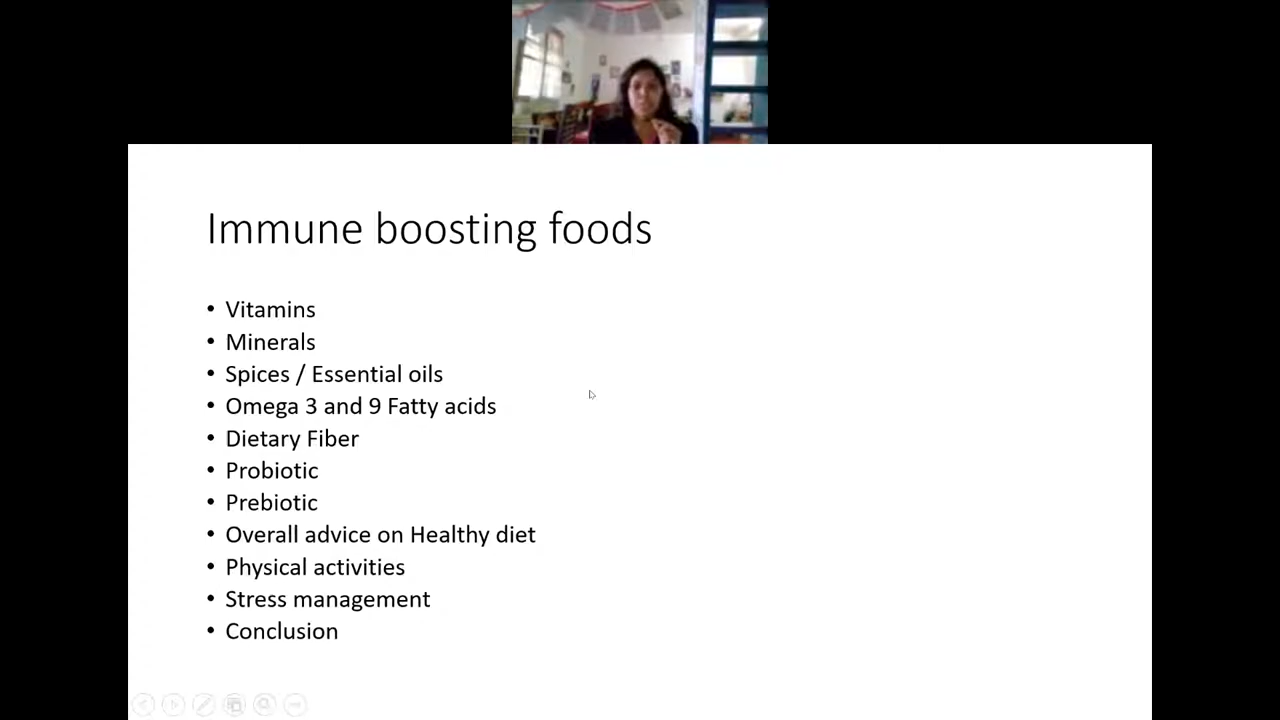 Immune boosting foods
• Vitamins
• Minerals
• Spices / Essential oils
• Omega 3 and 9 Fatty acids
• Dietary Fiber
• Probiotic
• Prebiotic
• Overall advice on Healthy diet
• Physical activities
• Stress management
• Conclusion